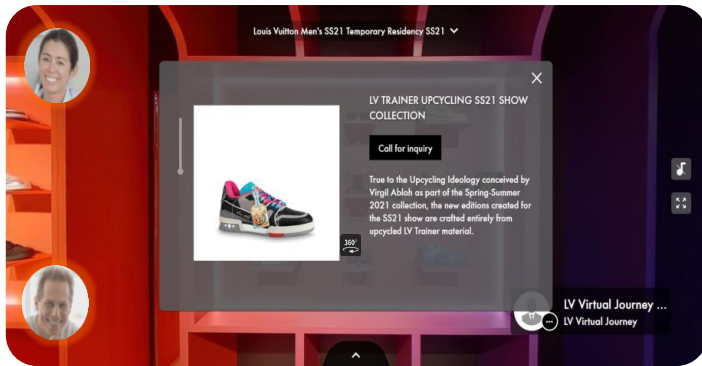 Louis Vuitton Men's SS21 Temporary Residency SS21
LV TRAINER UPCYCLING SS21 SHOW
COLLECTION
Call for inquiry
True to the Upcycling Ideology conceived by
Virgil Abloh as part of the Spring-Summer
2021 collection, the new editions created for
the SS21 show are crafted entirely from
upcycled LV Trainer material.
360°
LV Virtual Journey ...
LV Virtual Journey